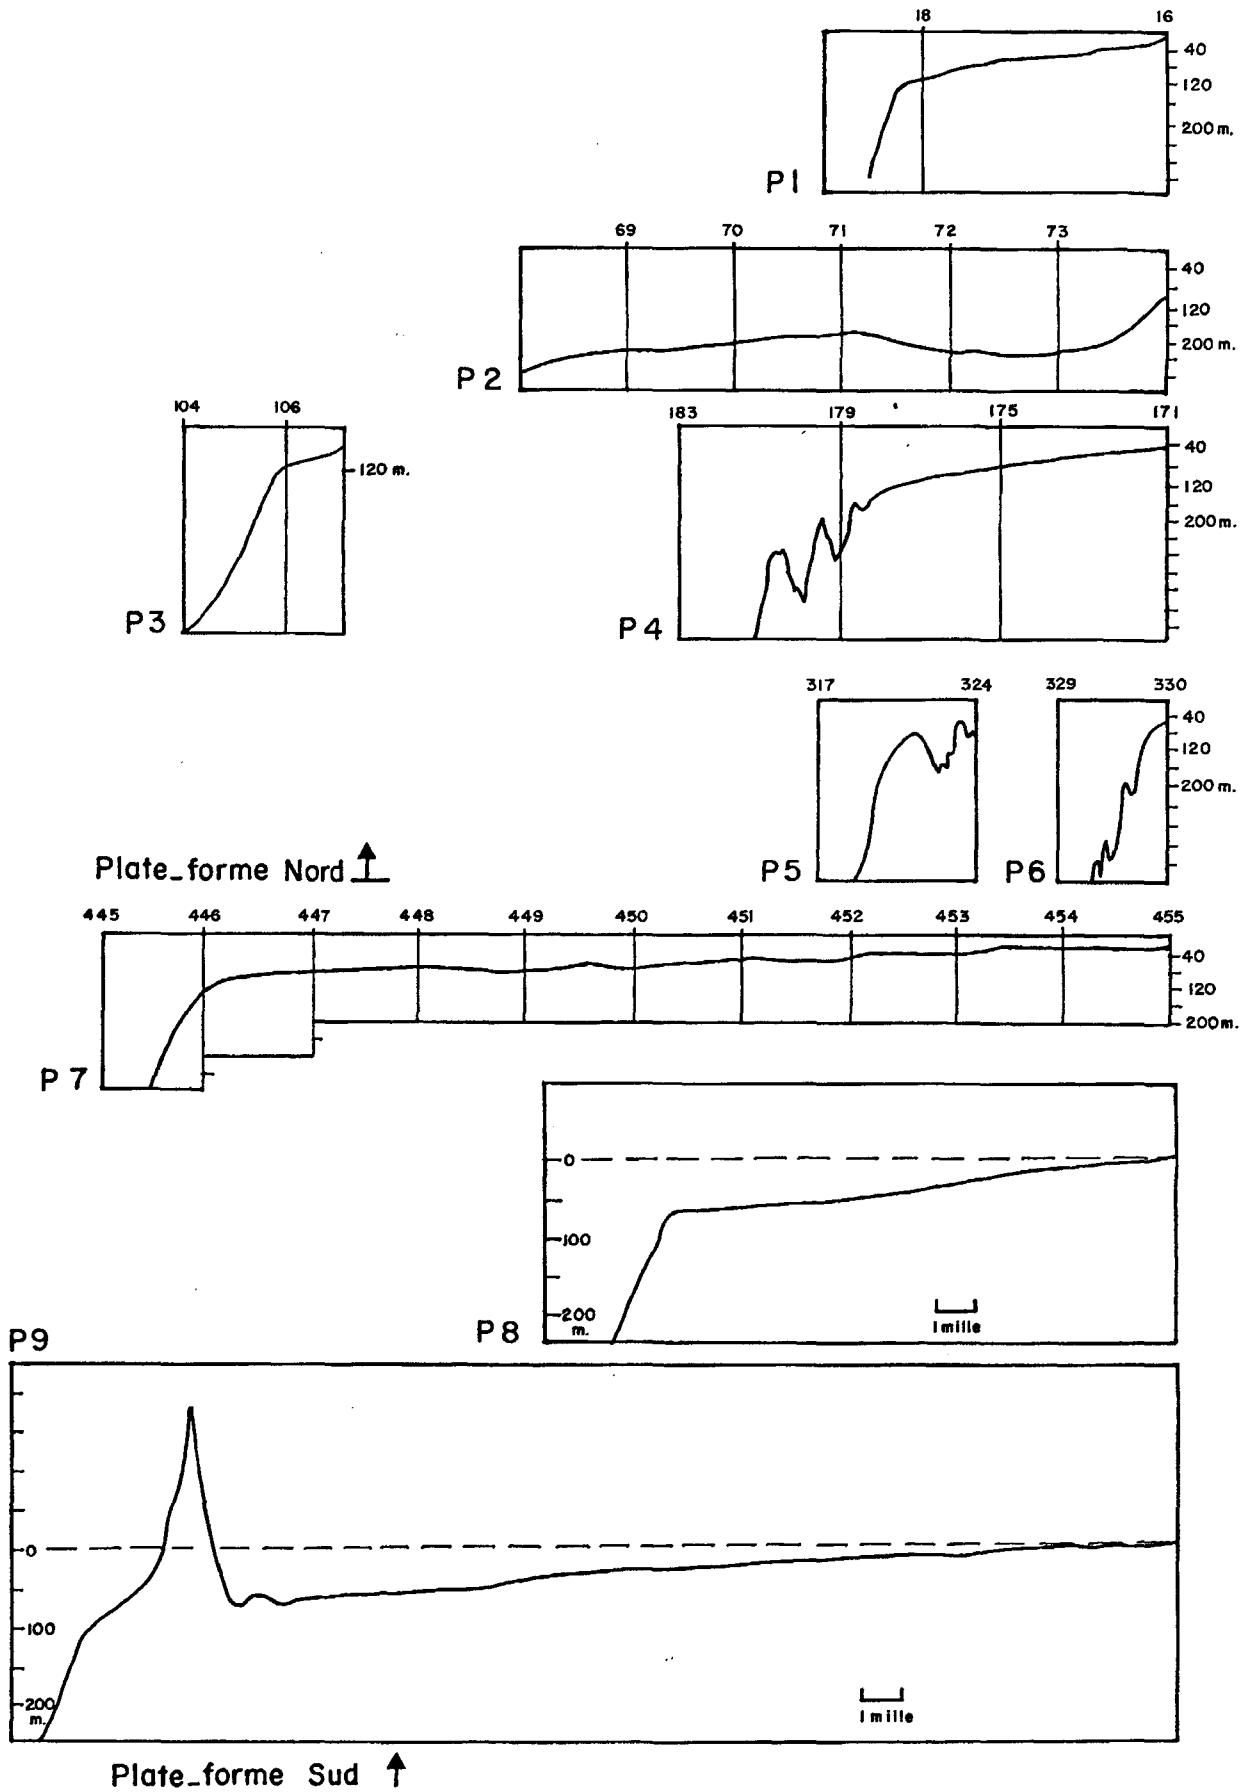 18 16
40
120
200 m.
P1
69 70 71 72 73
40
120
200 m.
P2
104 106
120 m.
P3
183 179 175 171
40
120
200 m.
P4
317 324
P5
329 330
40
120
200 m.
P6
Plate_forme Nord
445 446 447 448 449 450 451 452 453 454 455
40
120
200 m.
P7
0
100
200
m.
1 mille
P8
P9
0
100
200
m.
1 mille
Plate_forme Sud